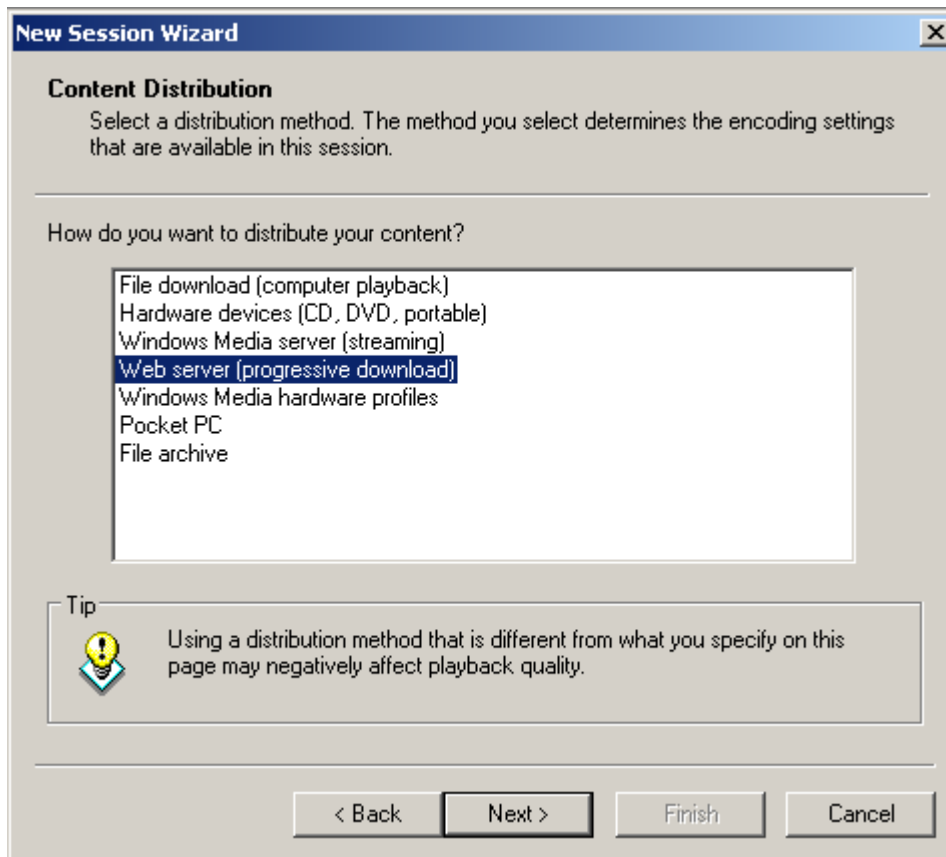 New Session Wizard
Content Distribution
Select a distribution method. The method you select determines the encoding settings
that are available in this session.
How do you want to distribute your content?
File download (computer playback)
Hardware devices (CD, DVD, portable)
Windows Media server (streaming)
Web server (progressive download)
Windows Media hardware profiles
Pocket PC
File archive
Tip
Using a distribution method that is different from what you specify on this
page may negatively affect playback quality.
< Back
Next >
Finish
Cancel